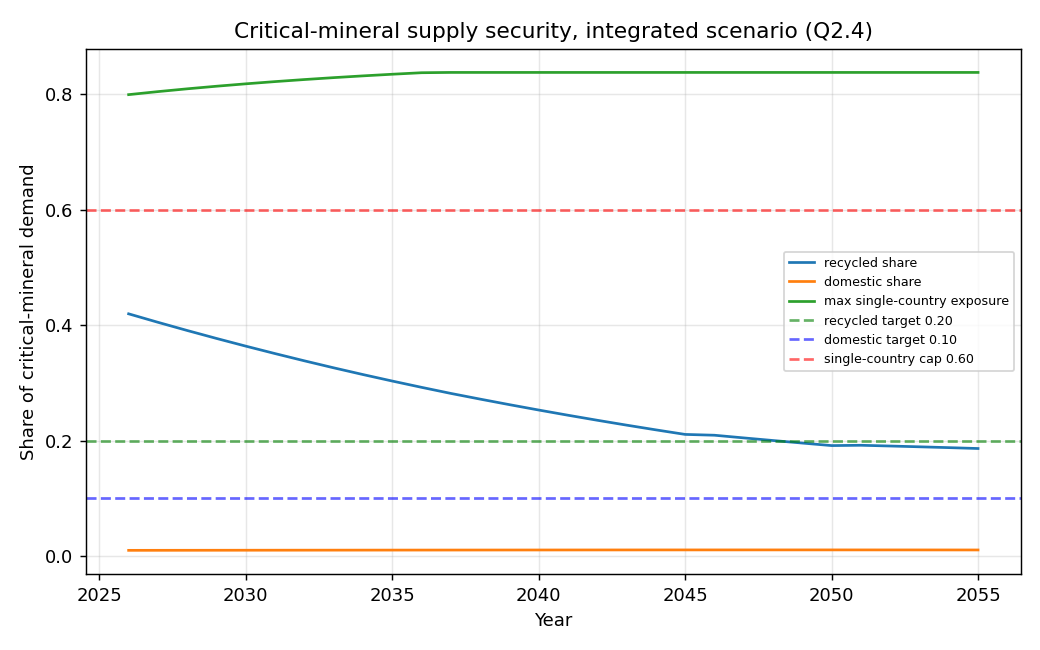 Critical-mineral supply security, integrated scenario (Q2.4)
Share of critical-mineral demand
0.8
0.6
0.4
0.2
0.0
recycled share
domestic share
max single-country exposure
recycled target 0.20
domestic target 0.10
single-country cap 0.60
2025 2030 2035 2040 2045 2050 2055
Year